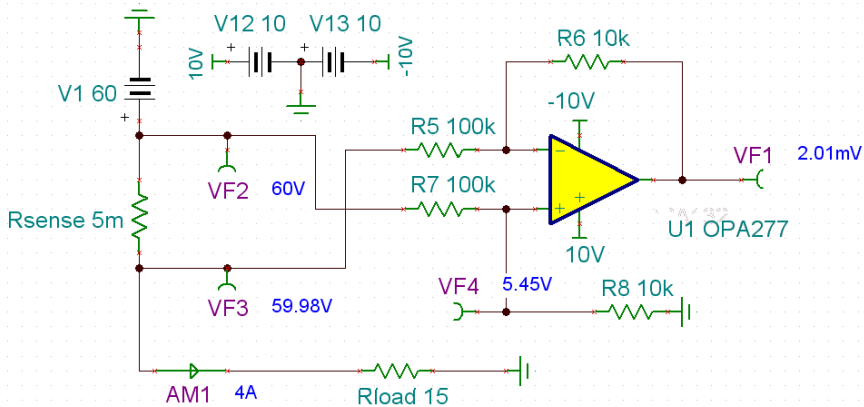 V12 10
V13 10
+
+
10V
-10V
R6 10k
V1 60
+
-10V
R5 100k
VF1
2.01mV
VF2
60V
R7 100k
Rsense 5m
U1 OPA277
10V
VF3
59.98V
VF4
5.45V
R8 10k
AM1
4A
Rload 15